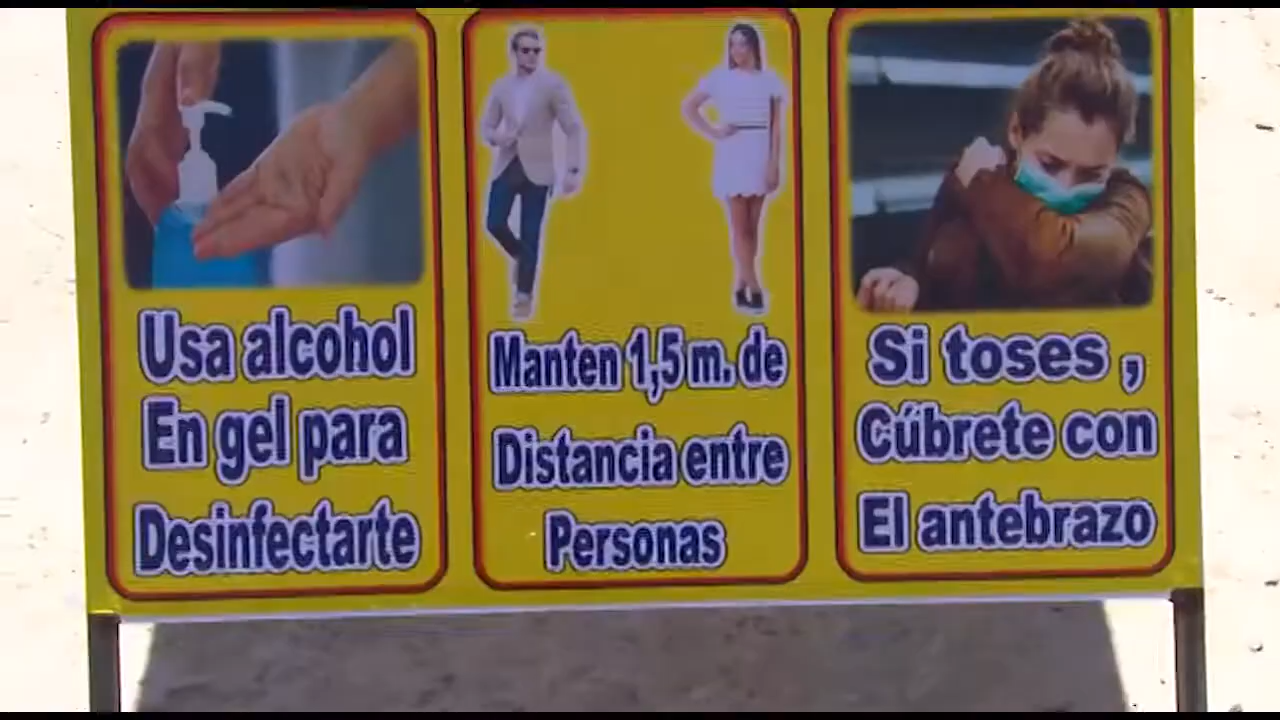 Usa alcohol
En gel para
Desinfectarte
Manten 1,5 m. de
Distancia entre
Personas
Si toses ,
Cúbrete con
El antebrazo